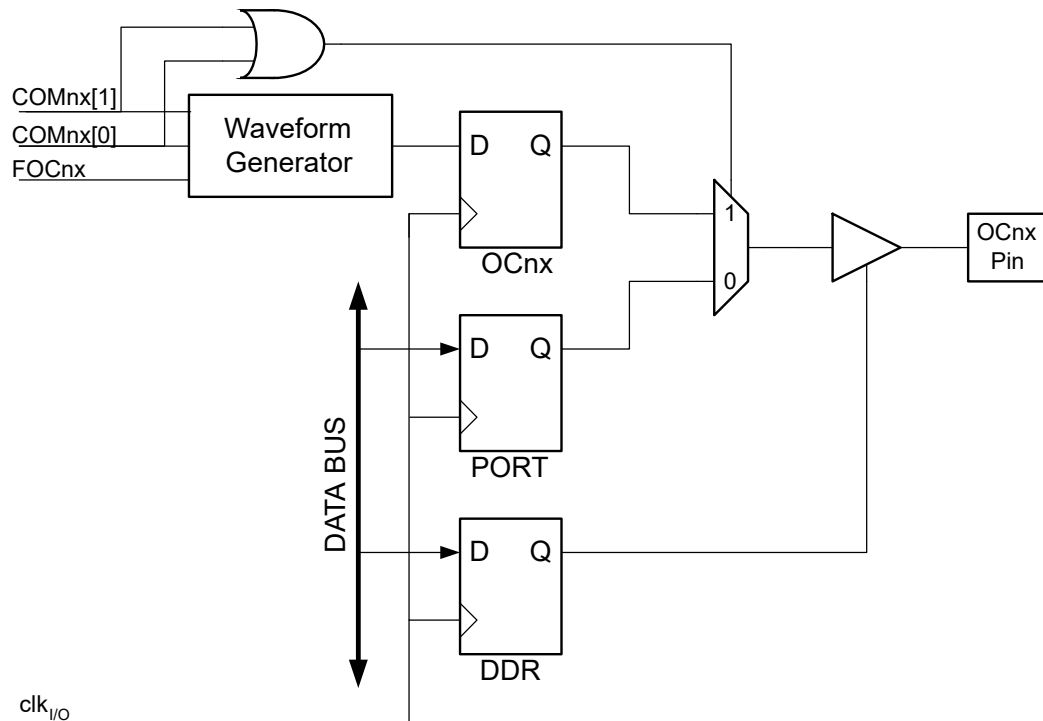 COMnx[1]
COMnx[0]
FOCnx
Waveform
Generator
D Q
OCnx
1
0
OCnx
Pin
D Q
PORT
DATA BUS
D Q
DDR
clkI/O